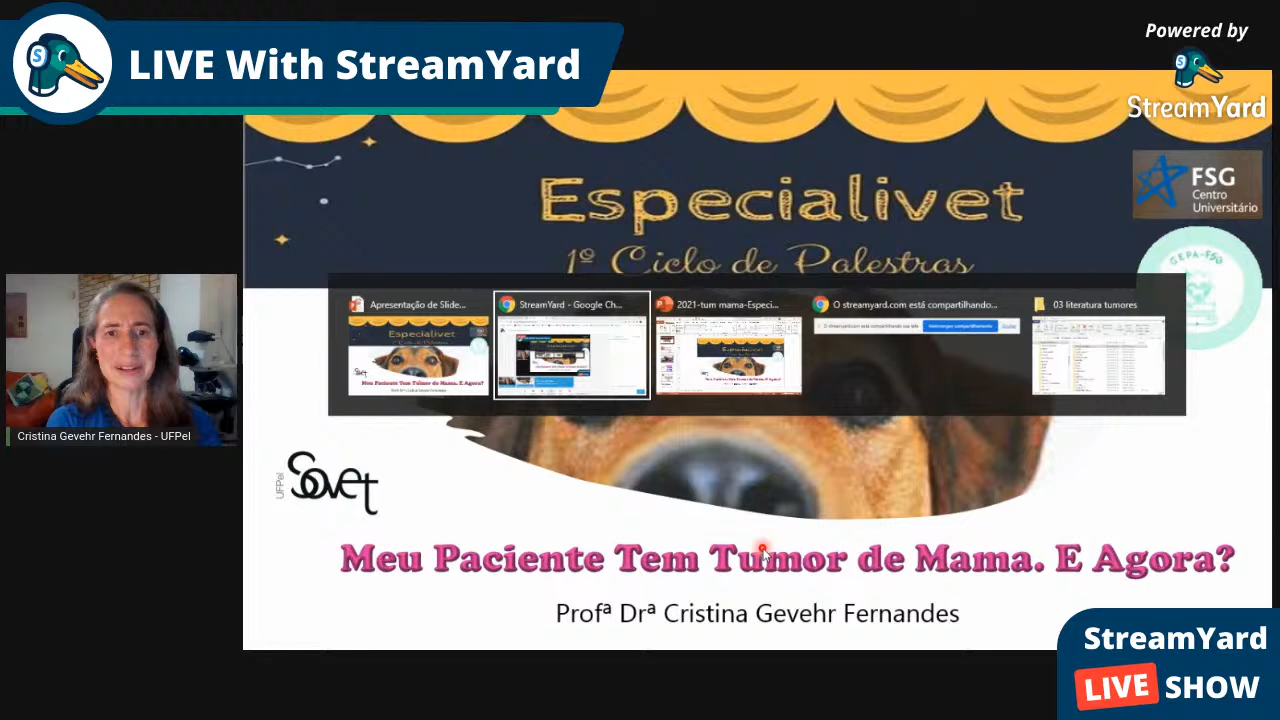 LIVE With StreamYard
Powered by
StreamYard
Especialivet
1º Ciclo de Palestras
FSG
Centro
Universitário
GEPA-FSG
Apresentação de Slide...
StreamYard - Google Ch...
2021-tum mama-Especi...
O streamyard.com está compartilhando...
03 literatura tumores
Cristina Gevehr Fernandes - UFPel
UFPel
Sovet
Meu Paciente Tem Tumor de Mama. E Agora?
Profª Drª Cristina Gevehr Fernandes
StreamYard
LIVE SHOW